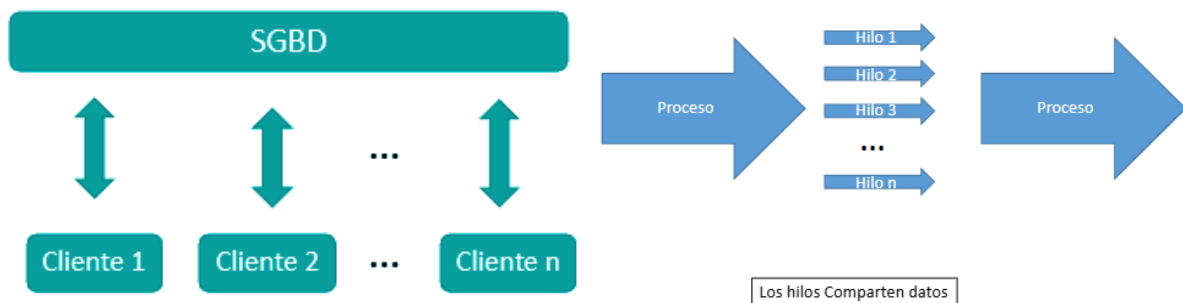 SGBD
...
Cliente 1
Cliente 2
...
Cliente n
Proceso
Hilo 1
Hilo 2
Hilo 3
...
Hilo n
Proceso
Los hilos Comparten datos